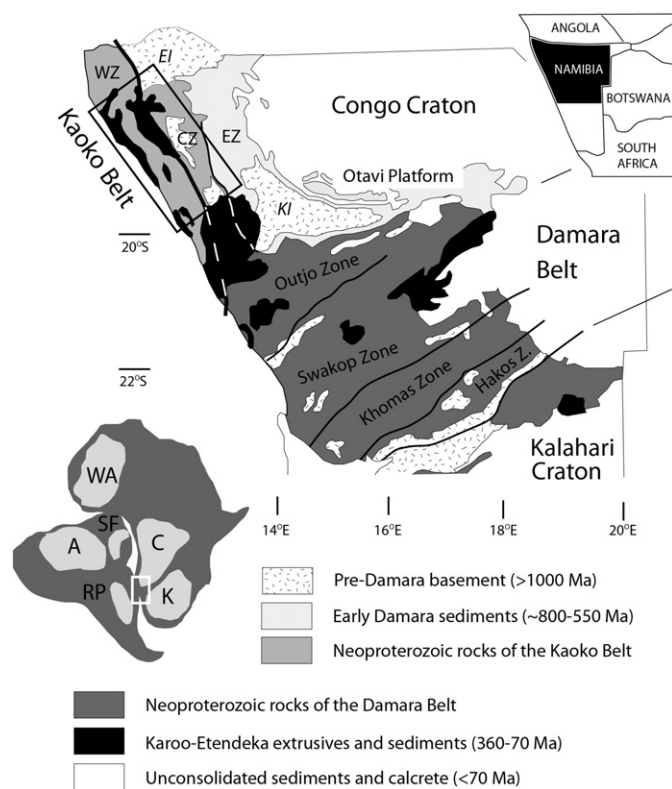 ANGOLA
NAMIBIA
BOTSWANA
SOUTH
AFRICA
WZ
EI
CZ
EZ
Kaoko Belt
Congo Craton
Otavi Platform
KI
20°S
Outjo Zone
Damara
Belt
22°S
Swakop Zone
Khomas Zone
Hakos Z.
Kalahari
Craton
WA
SF
A
C
RP
K
14°E
16°E
18°E
20°E
Pre-Damara basement (>1000 Ma)
Early Damara sediments (~800-550 Ma)
Neoproterozoic rocks of the Kaoko Belt
Neoproterozoic rocks of the Damara Belt
Karoo-Etendeka extrusives and sediments (360-70 Ma)
Unconsolidated sediments and calcrete (<70 Ma)